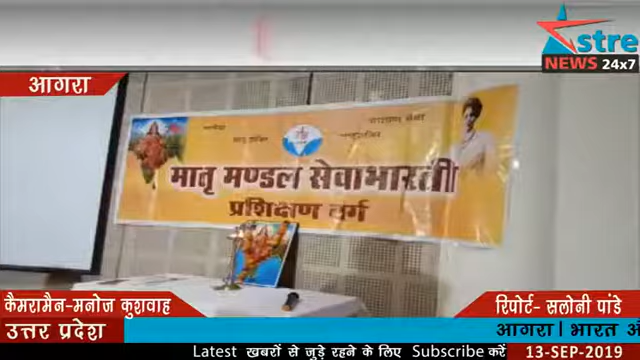 stre
NEWS 24x7
आगरा
मातृ मण्डल सेवाभारती
प्रशिक्षण वर्ग
कैमरामैन-मनोज कुशवाह
रिपोर्ट- सलोनी पांडे
उत्तर प्रदेश
आगरा | भारत
Latest खबरों से जुड़े रहने के लिए Subscribe करें
13-SEP-2019